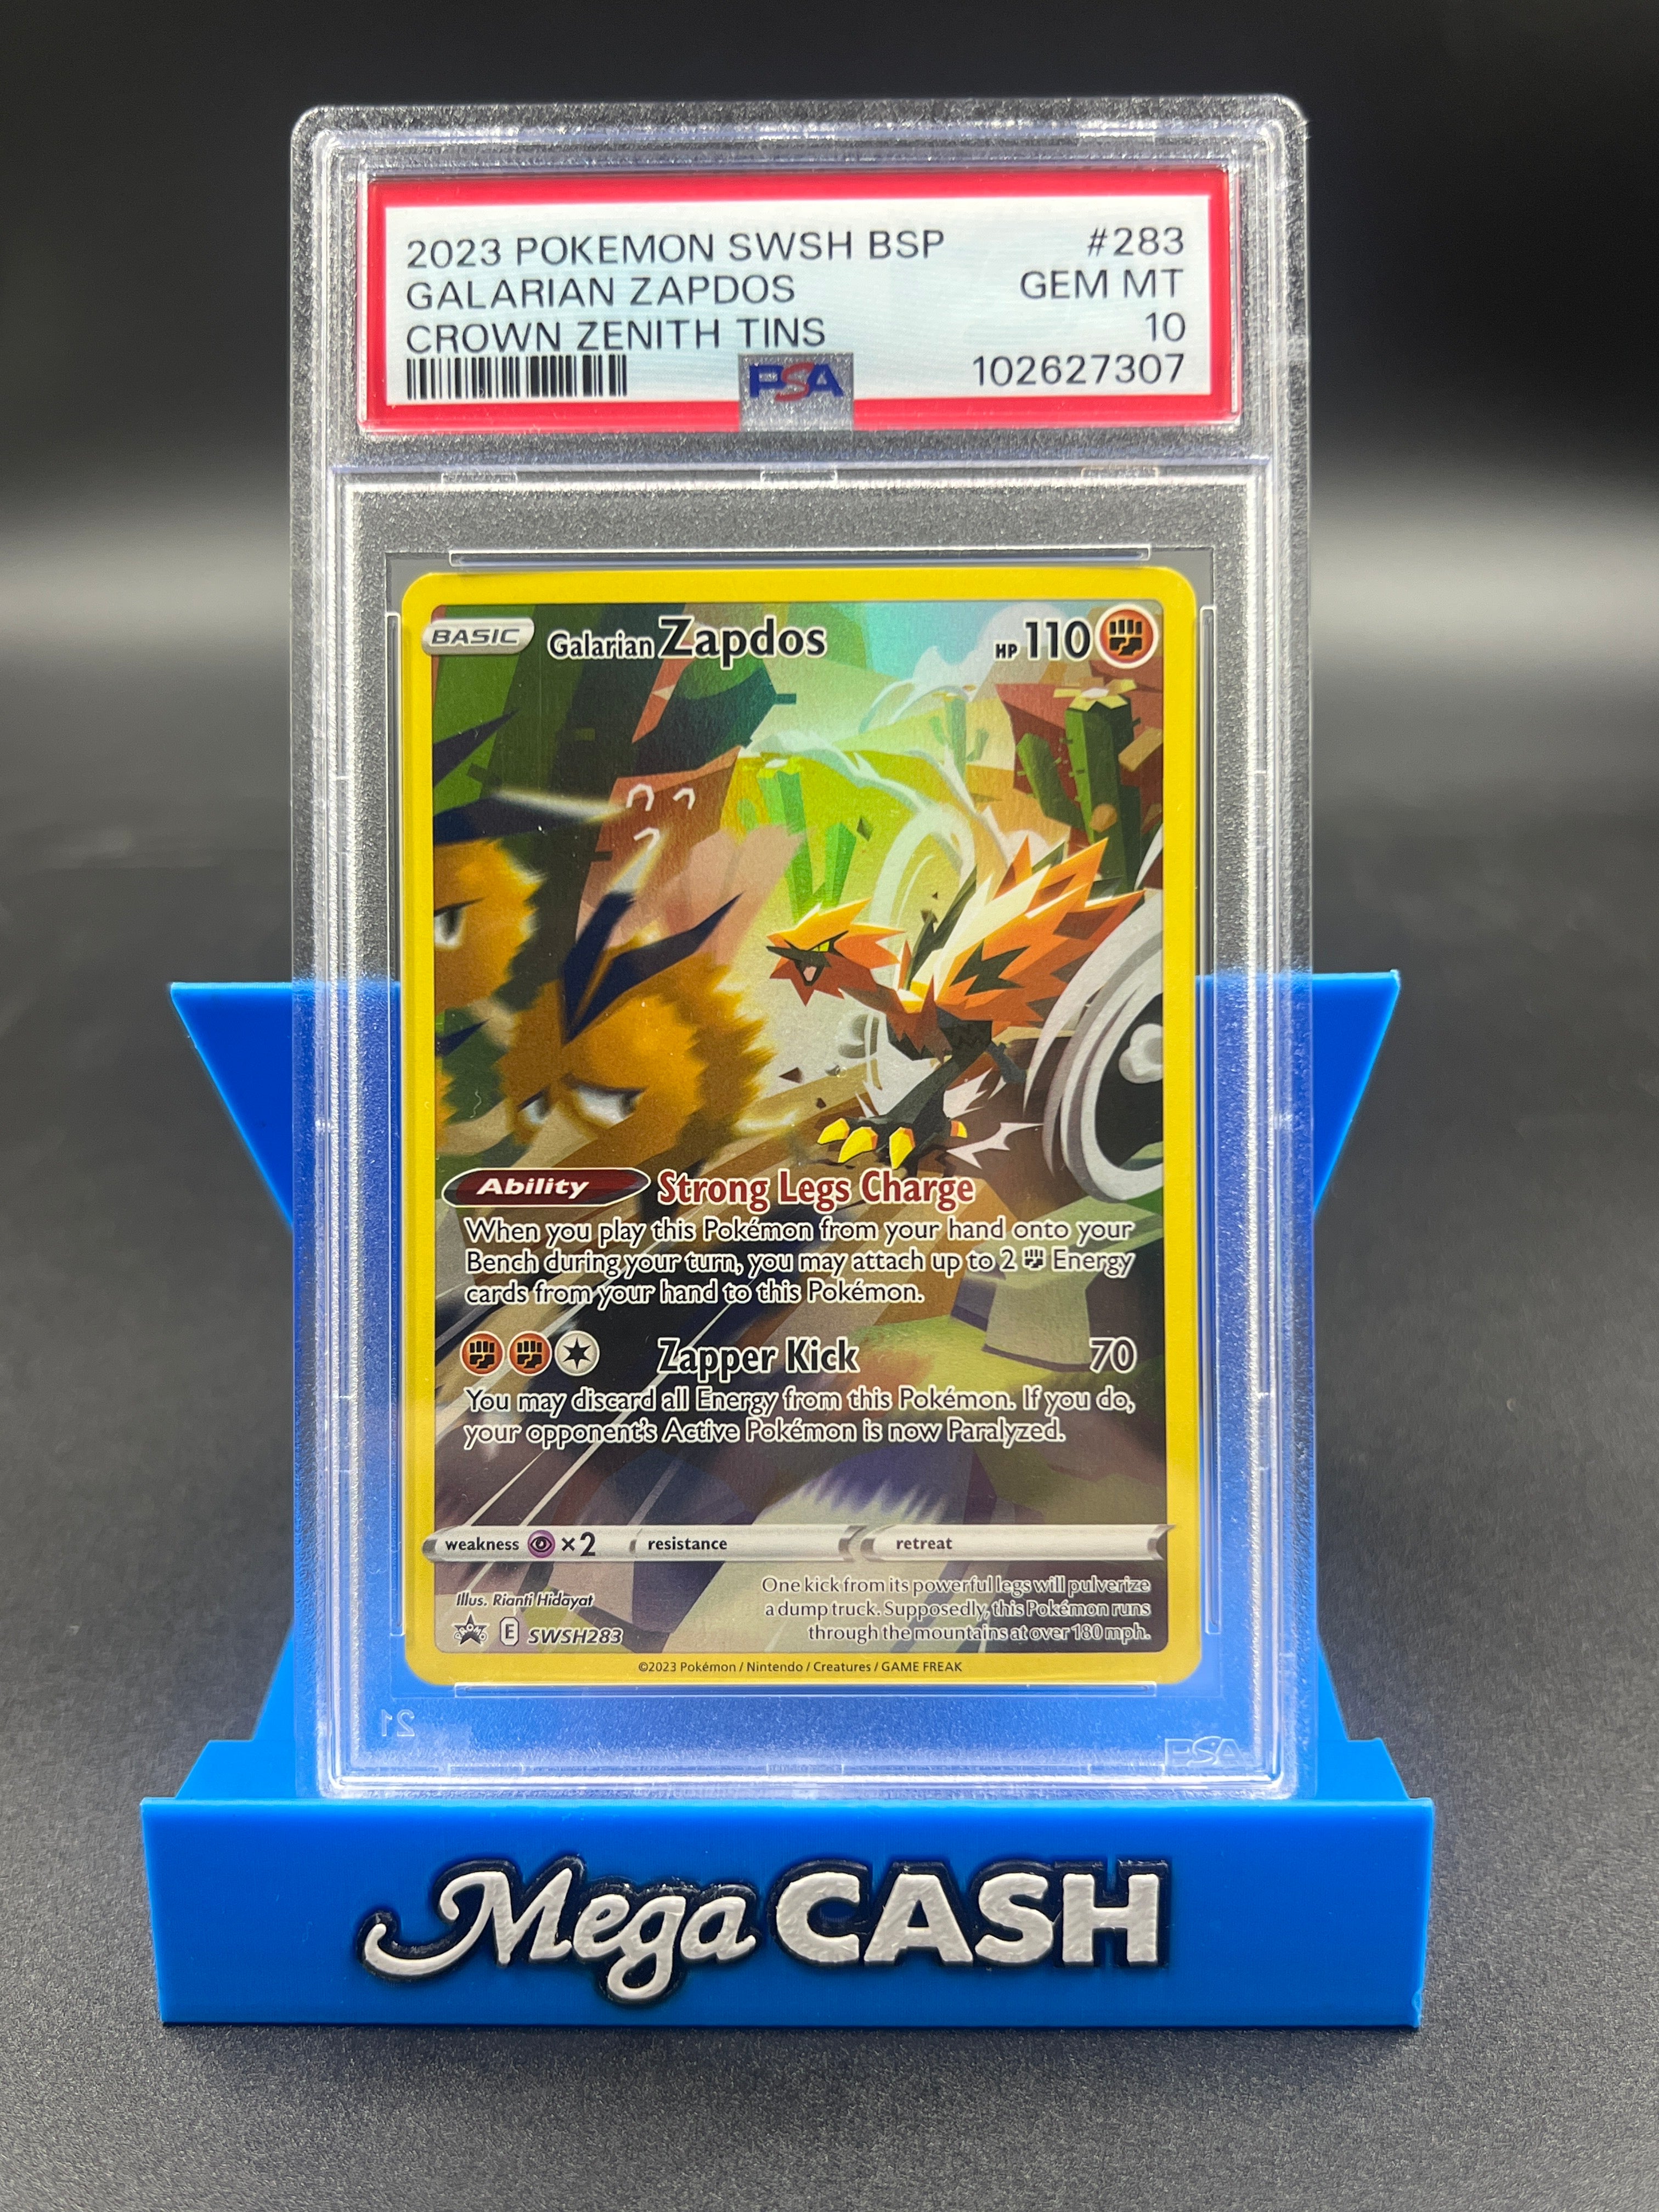 2023 POKEMON SWSH BSP #283
GALARIAN ZAPDOS GEM MT
CROWN ZENITH TINS 10
PSA 102627307
BASIC Galarian Zapdos HP 110
Ability Strong Legs Charge
When you play this Pokémon from your hand onto your
Bench during your turn, you may attach up to 2 Energy
cards from your hand to this Pokémon.
Zapper Kick 70
You may discard all Energy from this Pokémon. If you do,
your opponent's Active Pokémon is now Paralyzed.
weakness ×2 resistance retreat
Illus. Rianti Hidayat
One kick from its powerful legs will pulverize
a dump truck. Supposedly, this Pokémon runs
through the mountains at over 180 mph.
PROMO E SWSH283
©2023 Pokémon / Nintendo / Creatures / GAME FREAK
21 PSA
Mega CASH